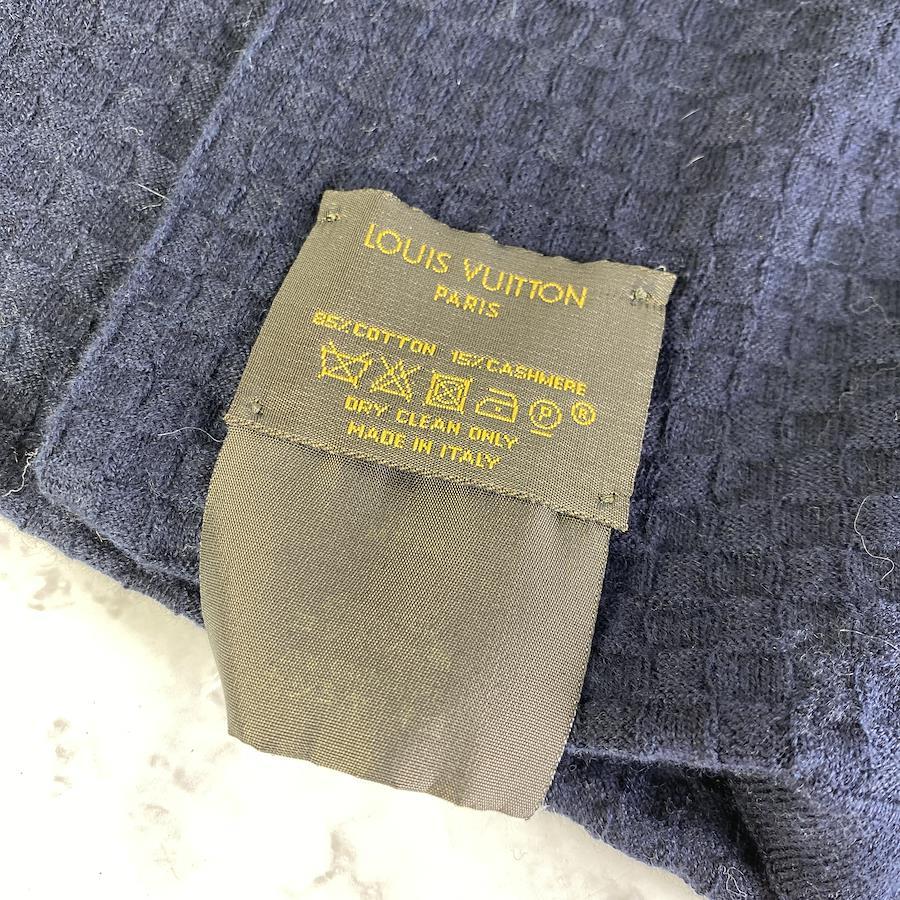 LOUIS VUITTON
PARIS
85% COTTON 15% CASHMERE
P ®
DRY CLEAN ONLY
MADE IN ITALY